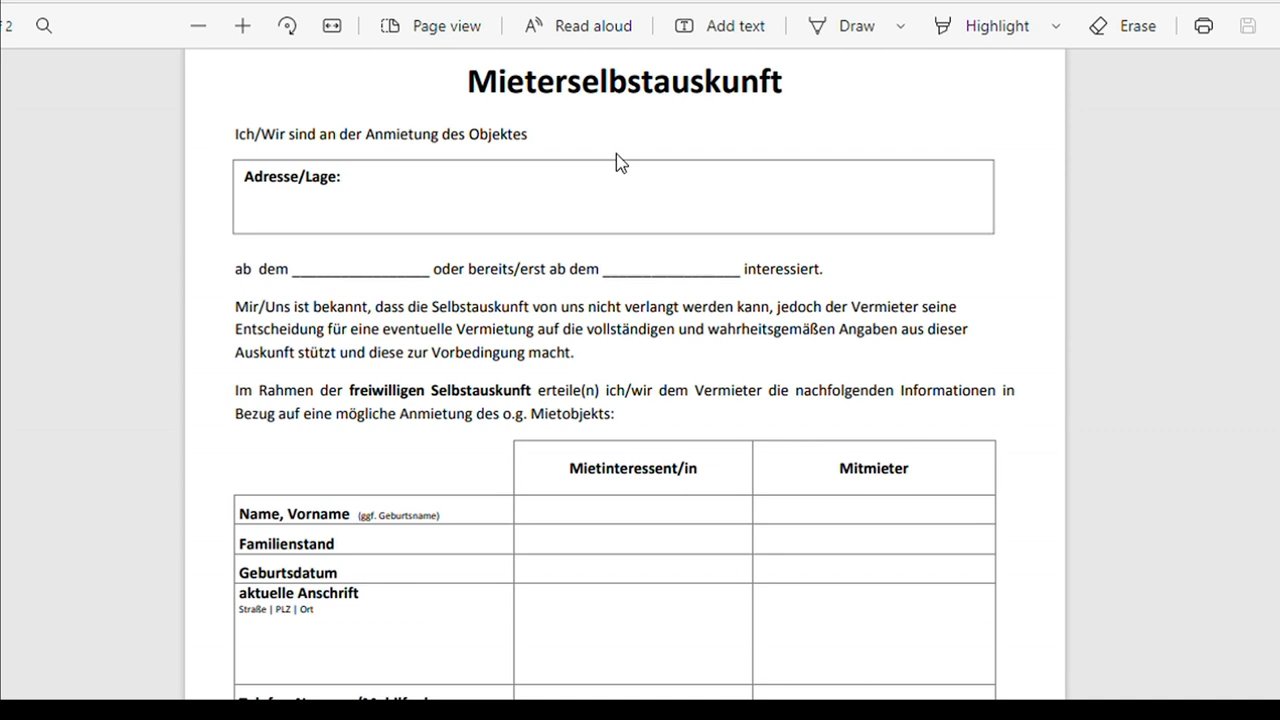 2
Page view
Read aloud
Add text
Draw
Highlight
Erase
Mieterselbstauskunft
Ich/Wir sind an der Anmietung des Objektes
Adresse/Lage:
ab dem _________________ oder bereits/erst ab dem _________________ interessiert.
Mir/Uns ist bekannt, dass die Selbstauskunft von uns nicht verlangt werden kann, jedoch der Vermieter seine
Entscheidung für eine eventuelle Vermietung auf die vollständigen und wahrheitsgemäßen Angaben aus dieser
Auskunft stützt und diese zur Vorbedingung macht.
Im Rahmen der freiwilligen Selbstauskunft erteile(n) ich/wir dem Vermieter die nachfolgenden Informationen in
Bezug auf eine mögliche Anmietung des o.g. Mietobjekts:
Mietinteressent/in Mitmieter
Name, Vorname (ggf. Geburtsname)
Familienstand
Geburtsdatum
aktuelle Anschrift
Straße | PLZ | Ort